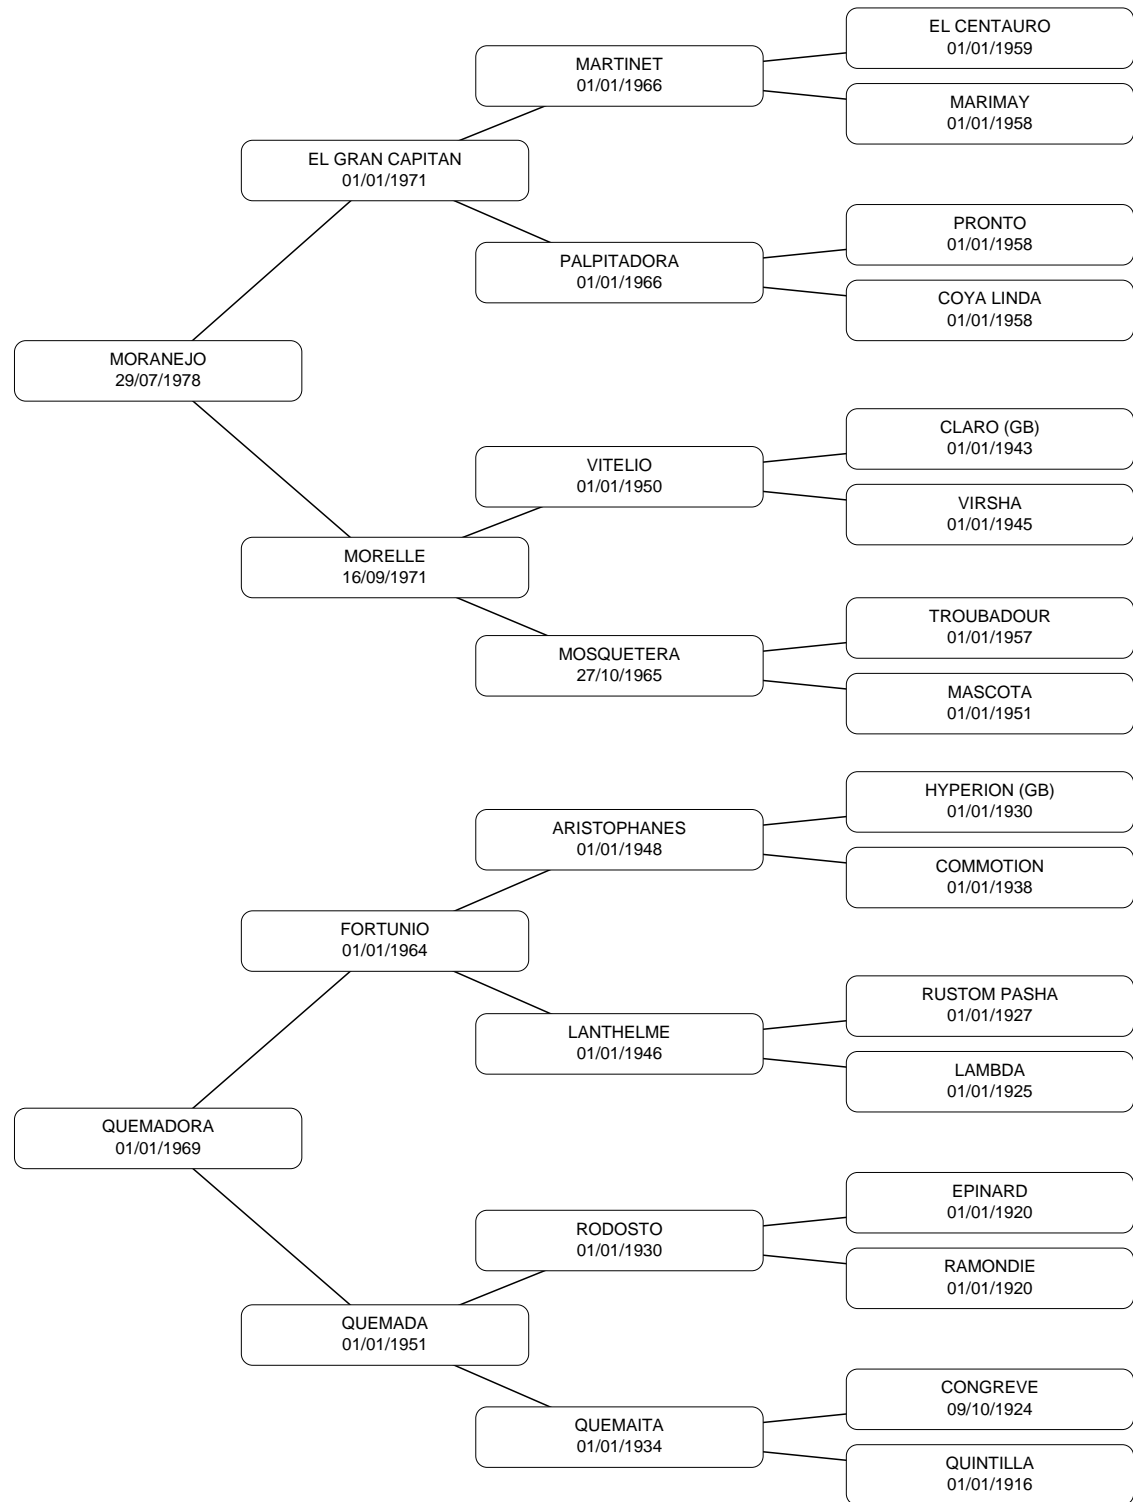 EL CENTAURO
01/01/1959
MARTINET
01/01/1966
MARIMAY
01/01/1958
EL GRAN CAPITAN
01/01/1971
PRONTO
01/01/1958
PALPITADORA
01/01/1966
COYA LINDA
01/01/1958
MORANEJO
29/07/1978
CLARO (GB)
01/01/1943
VITELIO
01/01/1950
VIRSHA
01/01/1945
MORELLE
16/09/1971
TROUBADOUR
01/01/1957
MOSQUETERA
27/10/1965
MASCOTA
01/01/1951
HYPERION (GB)
01/01/1930
ARISTOPHANES
01/01/1948
COMMOTION
01/01/1938
FORTUNIO
01/01/1964
RUSTOM PASHA
01/01/1927
LANTHELME
01/01/1946
LAMBDA
01/01/1925
QUEMADORA
01/01/1969
EPINARD
01/01/1920
RODOSTO
01/01/1930
RAMONDIE
01/01/1920
QUEMADA
01/01/1951
CONGREVE
09/10/1924
QUEMAITA
01/01/1934
QUINTILLA
01/01/1916